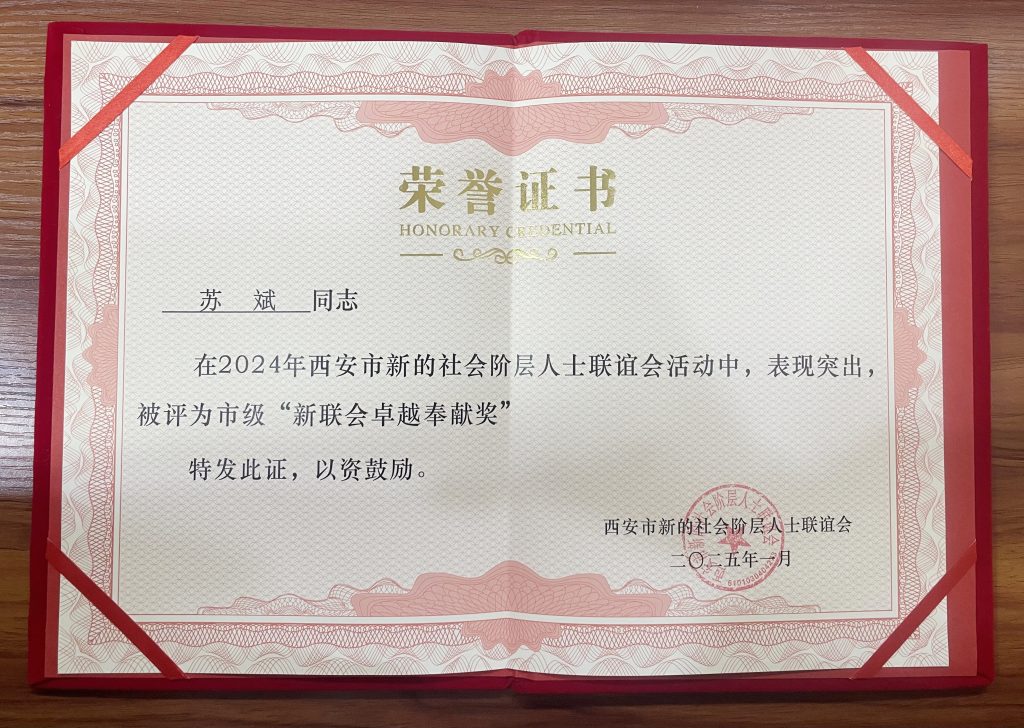 荣誉证书
HONORARY CREDENTIAL
苏 斌 同志
在2024年西安市新的社会阶层人士联谊会活动中，表现突出，
被评为市级“新联会卓越奉献奖”
特发此证，以资鼓励。
西安市新的社会阶层人士联谊会
二〇二五年一月